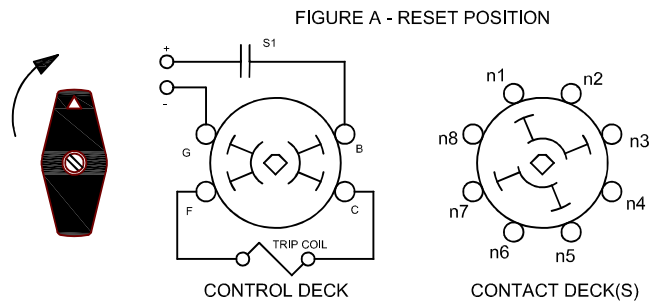 FIGURE A - RESET POSITION
+
S1
-
G
B
F
C
TRIP COIL
CONTROL DECK
n1
n2
n8
n3
n7
n4
n6
n5
CONTACT DECK(S)